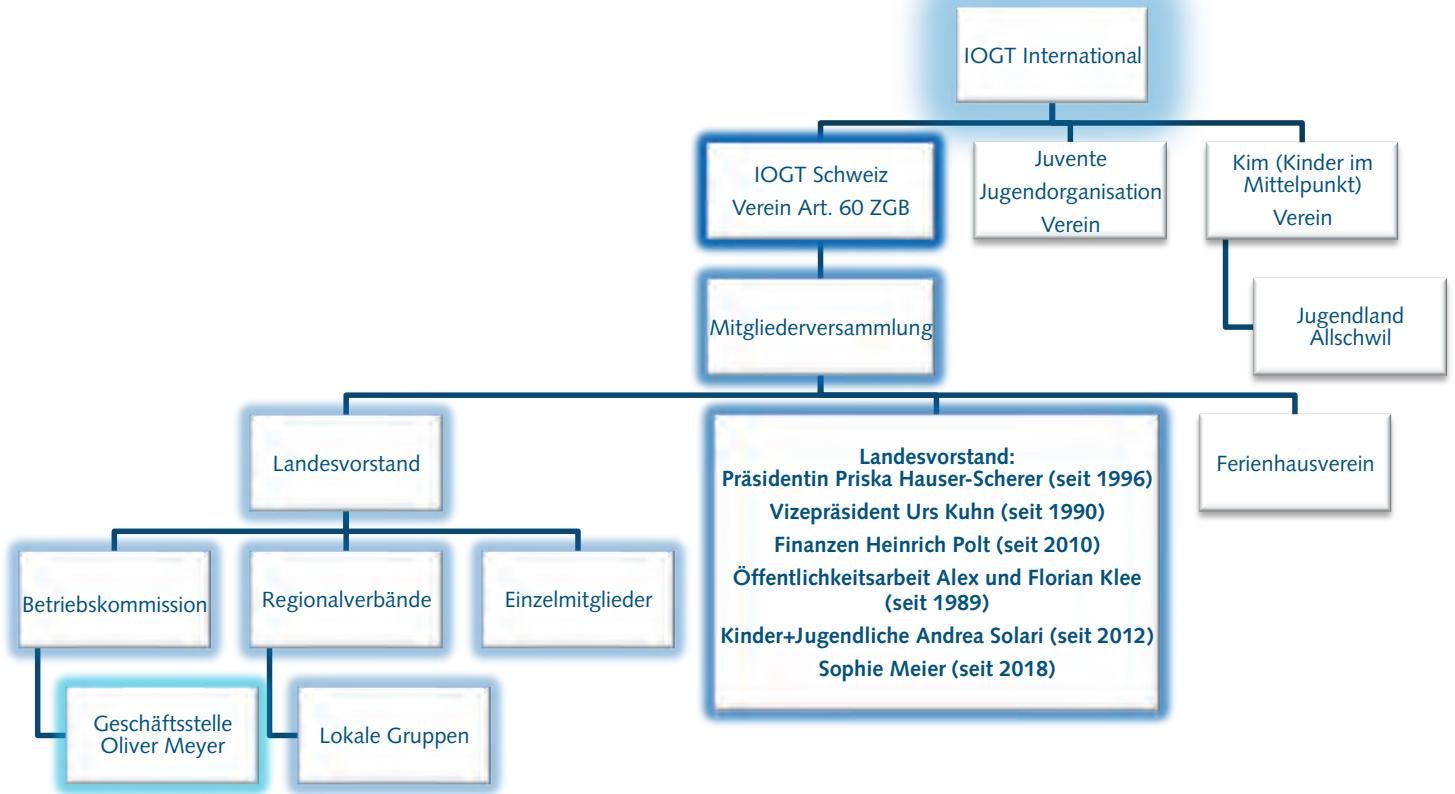 IOGT International
IOGT Schweiz
Verein Art. 60 ZGB
Juvente
Jugendorganisation
Verein
Kim (Kinder im
Mittelpunkt)
Verein
Mitgliederversammlung
Jugendland
Allschwil
Landesvorstand
Landesvorstand:
Präsidentin Priska Hauser-Scherer (seit 1996)
Vizepräsident Urs Kuhn (seit 1990)
Finanzen Heinrich Polt (seit 2010)
Öffentlichkeitsarbeit Alex und Florian Klee
(seit 1989)
Kinder+Jugendliche Andrea Solari (seit 2012)
Sophie Meier (seit 2018)
Ferienhausverein
Betriebskommission
Regionalverbände
Einzelmitglieder
Geschäftsstelle
Oliver Meyer
Lokale Gruppen